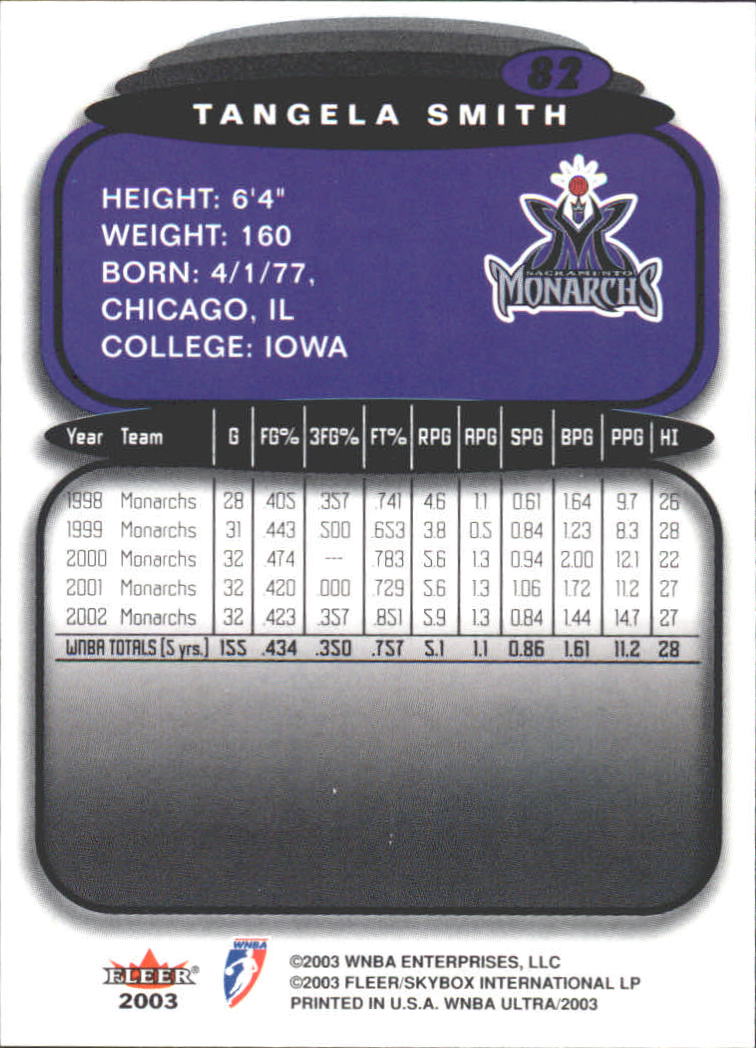 82
TANGELA SMITH
HEIGHT: 6'4"
WEIGHT: 160
BORN: 4/1/77,
CHICAGO, IL
COLLEGE: IOWA
SACRAMENTO
MONARCHS
Year Team G FG% 3FG% FT% RPG APG SPG BPG PPG HI
1998 Monarchs 28 .405 .357 .741 4.6 1.1 0.61 1.64 9.7 26
1999 Monarchs 31 .443 .500 .653 3.8 0.5 0.84 1.23 8.3 28
2000 Monarchs 32 .474 --- .783 5.6 1.3 0.94 2.00 12.1 22
2001 Monarchs 32 .420 .000 .729 5.6 1.3 1.06 1.72 11.2 27
2002 Monarchs 32 .423 .357 .851 5.9 1.3 0.84 1.44 14.7 27
WNBA TOTALS (5 yrs.) 155 .434 .350 .757 5.1 1.1 0.86 1.61 11.2 28
FLEER®
2003
WNBA
©2003 WNBA ENTERPRISES, LLC
©2003 FLEER/SKYBOX INTERNATIONAL LP
PRINTED IN U.S.A. WNBA ULTRA/2003